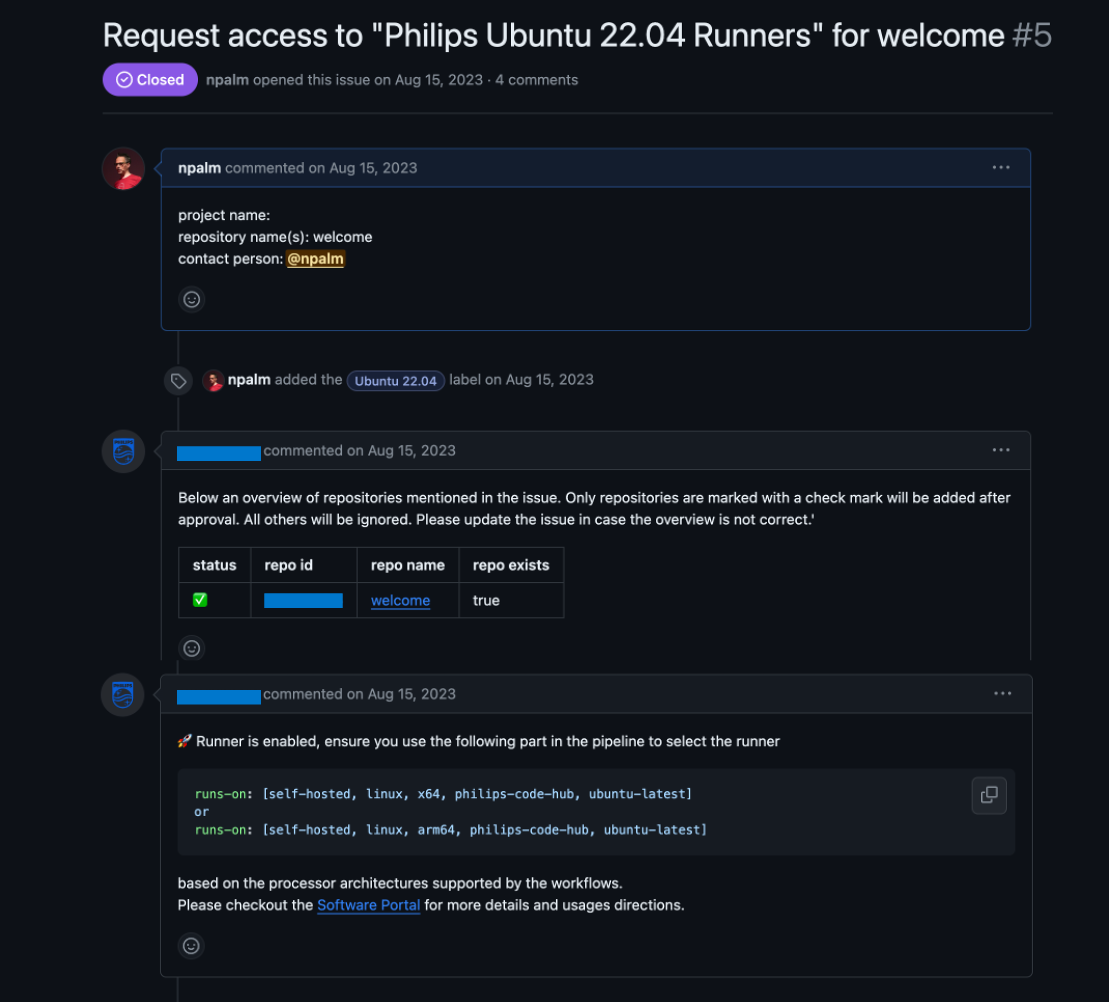 Request access to "Philips Ubuntu 22.04 Runners" for welcome #5
Closed npalm opened this issue on Aug 15, 2023 · 4 comments
npalm commented on Aug 15, 2023
project name:
repository name(s): welcome
contact person: @npalm
npalm added the Ubuntu 22.04 label on Aug 15, 2023
commented on Aug 15, 2023
Below an overview of repositories mentioned in the issue. Only repositories are marked with a check mark will be added after
approval. All others will be ignored. Please update the issue in case the overview is not correct.'
status repo id repo name repo exists
✅ welcome true
commented on Aug 15, 2023
🚀 Runner is enabled, ensure you use the following part in the pipeline to select the runner
runs-on: [self-hosted, linux, x64, philips-code-hub, ubuntu-latest]
or
runs-on: [self-hosted, linux, arm64, philips-code-hub, ubuntu-latest]
based on the processor architectures supported by the workflows.
Please checkout the Software Portal for more details and usages directions.